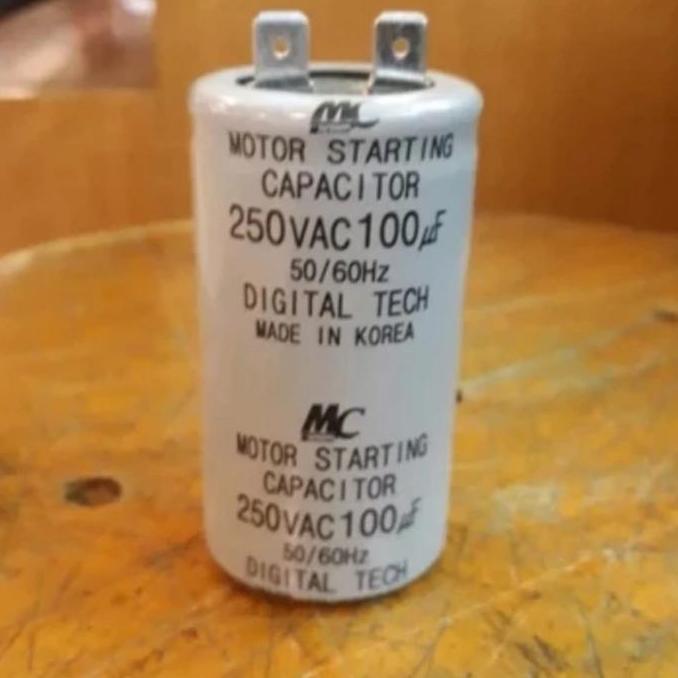 MC
MOTOR STARTING
CAPACITOR
250VAC100µF
50/60Hz
DIGITAL TECH
MADE IN KOREA
MC
MOTOR STARTING
CAPACITOR
250VAC100µF
50/60Hz
DIGITAL TECH